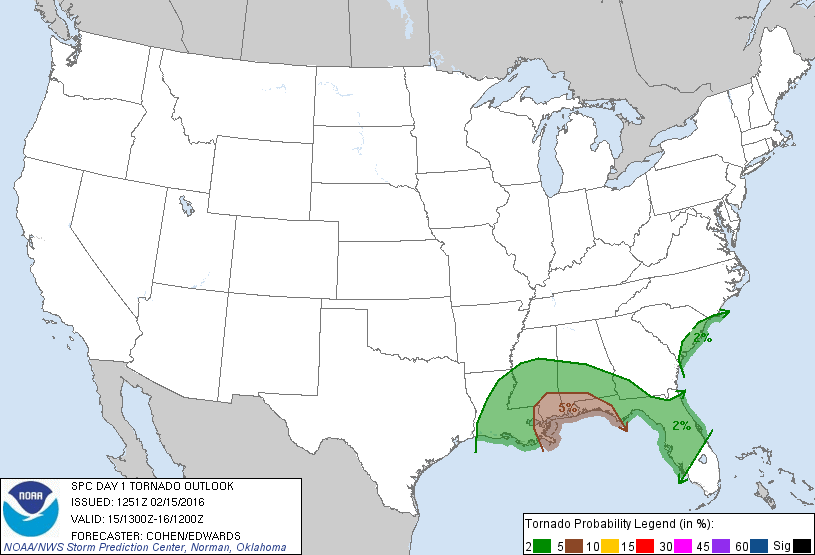 2%
5%
2%
NOAA
SPC DAY 1 TORNADO OUTLOOK
ISSUED: 1251Z 02/15/2016
VALID: 15/1300Z-16/1200Z
FORECASTER: COHEN/EDWARDS
NOAA/NWS Storm Prediction Center, Norman, Oklahoma
Tornado Probability Legend (in %):
2 5 10 15 30 45 60 Sig